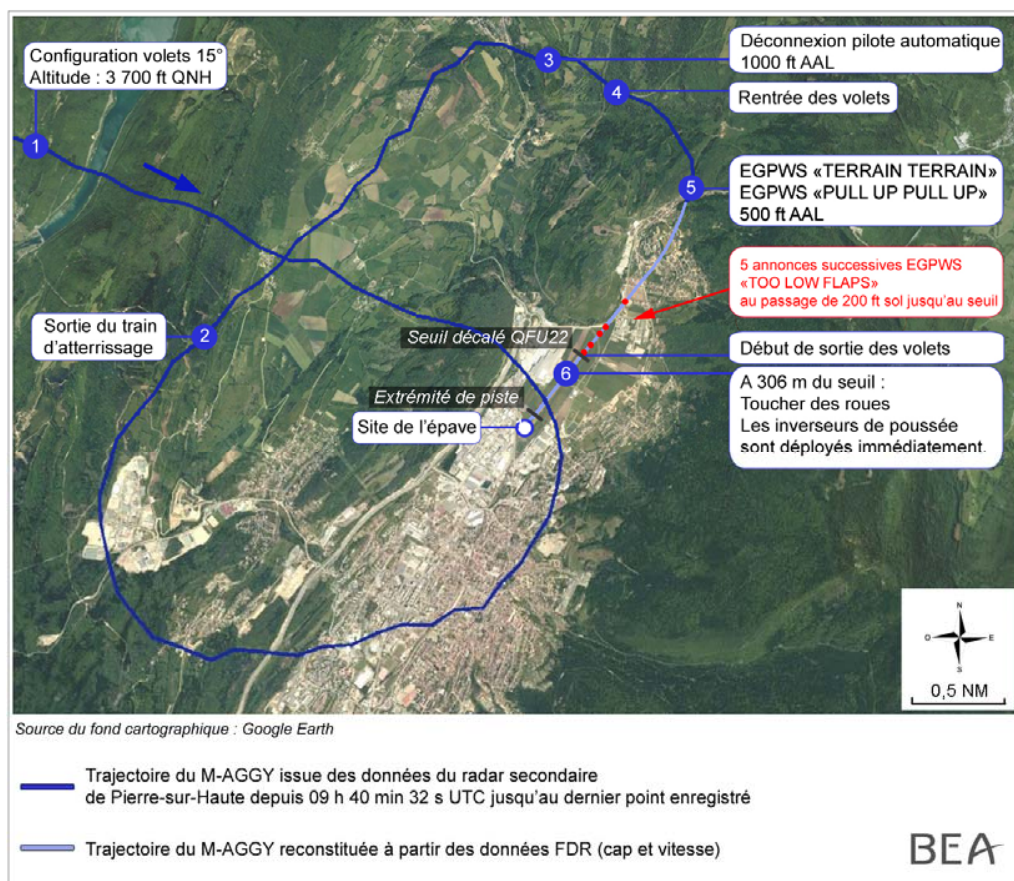 Configuration volets 15°
Altitude : 3 700 ft QNH
1
3
Déconnexion pilote automatique
1000 ft AAL
4
Rentrée des volets
5
EGPWS «TERRAIN TERRAIN»
EGPWS «PULL UP PULL UP»
500 ft AAL
5 annonces successives EGPWS
«TOO LOW FLAPS»
au passage de 200 ft sol jusqu'au seuil
Sortie du train
d'atterrissage
2
Seuil décalé QFU22
Début de sortie des volets
6
A 306 m du seuil :
Toucher des roues
Les inverseurs de poussée
sont déployés immédiatement.
Extrémité de piste
Site de l'épave
N
O
E
S
0,5 NM
Source du fond cartographique : Google Earth
Trajectoire du M-AGGY issue des données du radar secondaire
de Pierre-sur-Haute depuis 09 h 40 min 32 s UTC jusqu'au dernier point enregistré
Trajectoire du M-AGGY reconstituée à partir des données FDR (cap et vitesse)
BEA